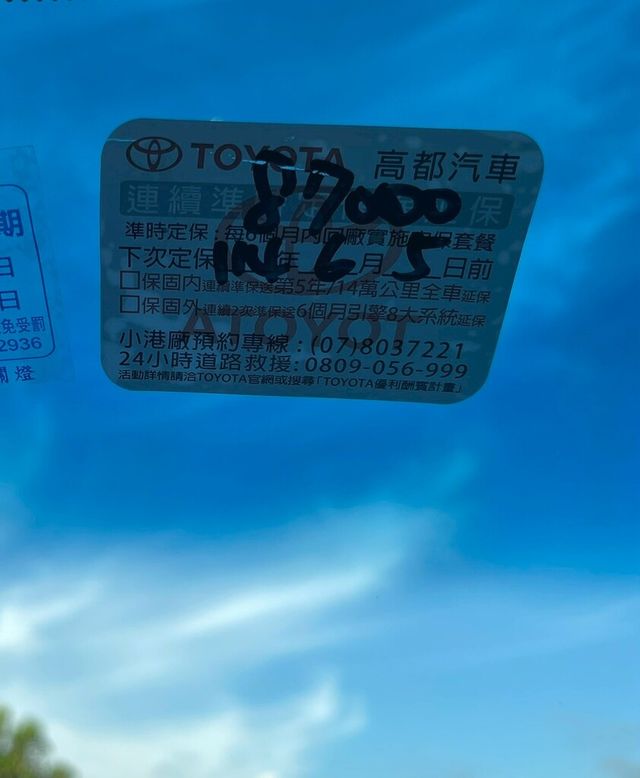 TOYOTA 高都汽車
87000
連續準 保
準時定保，每6個月內回廠實施定保套餐
下次定保 114 年 6 月 5 日前
□保固內連續準保送第5年/14萬公里全車延保
□保固外連續2次準保送6個月引擎8大系統延保
小港廠預約專線：(07)8037221
24小時道路救援：0809-056-999
活動詳情請洽TOYOTA官網或搜尋「TOYOTA優利酬賓計畫」
期
日
日
免受罰
2936
燈